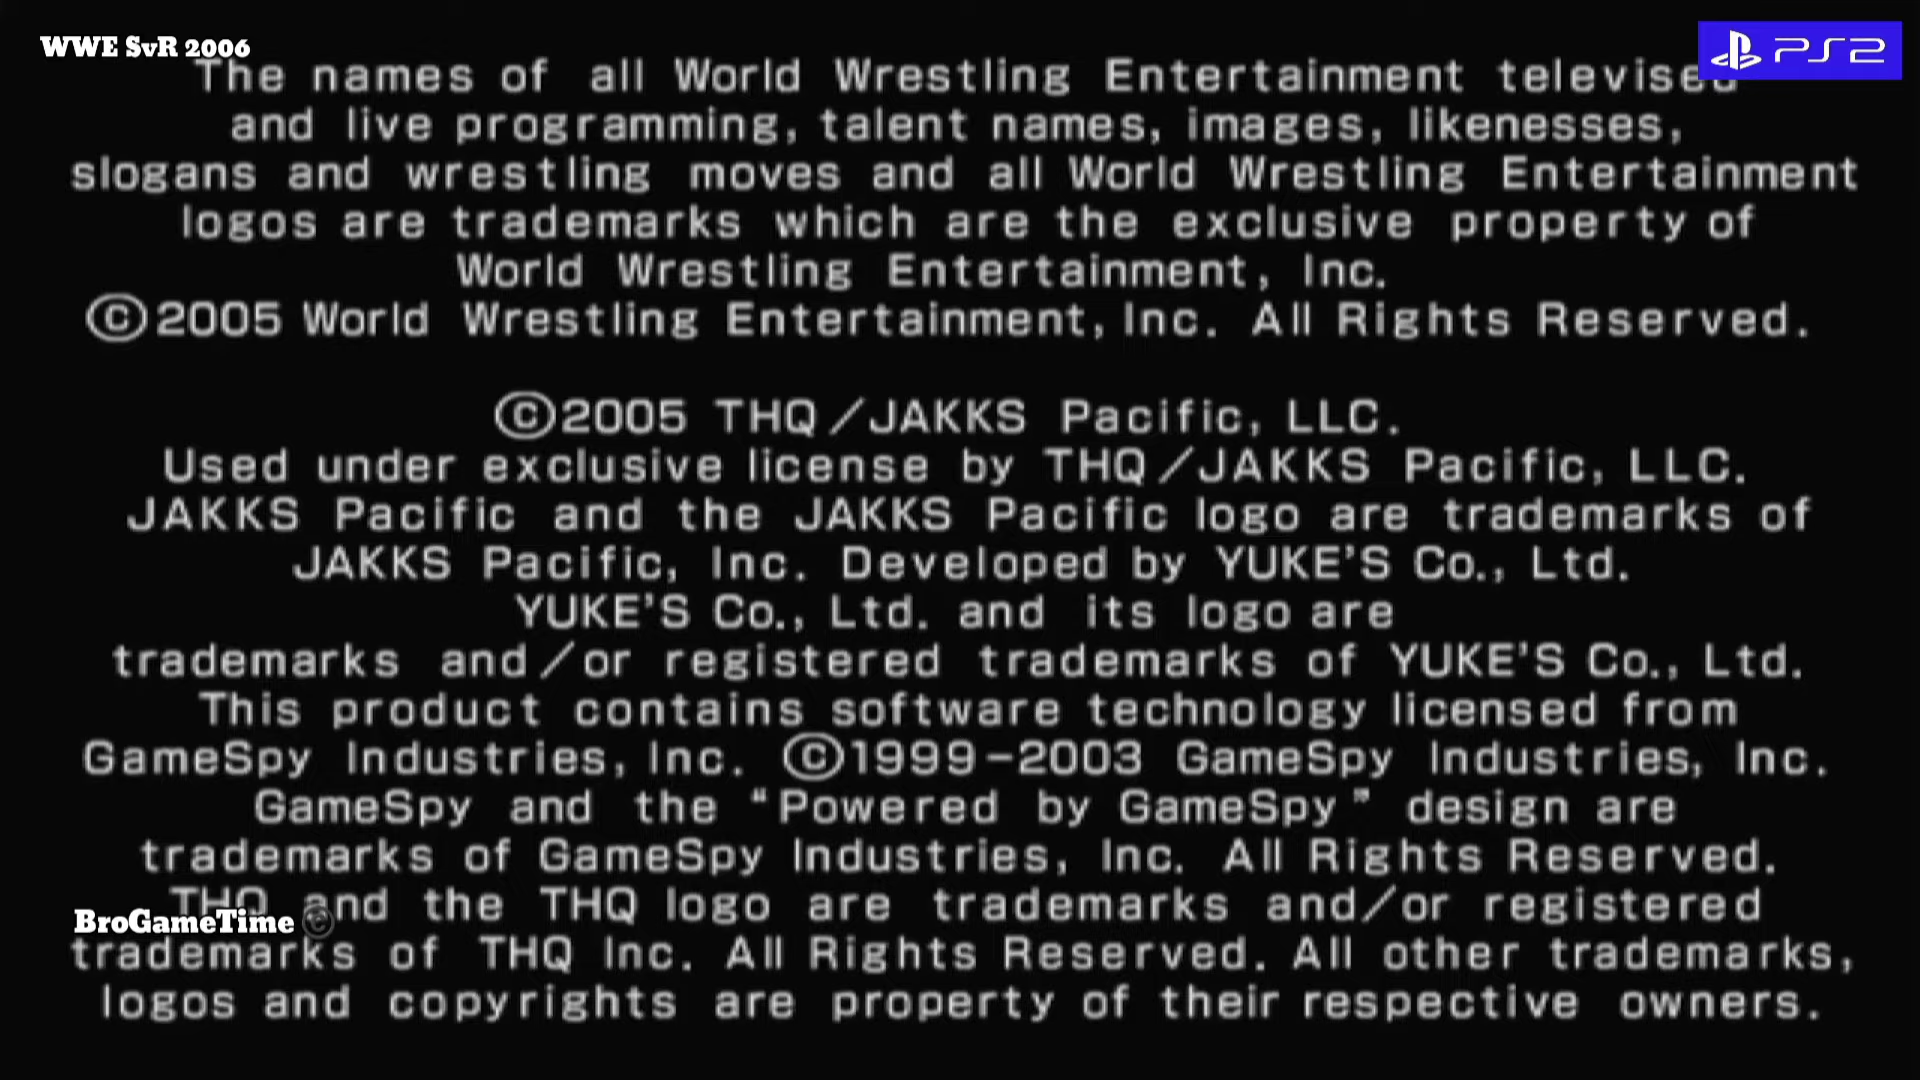 WWE SvR 2006
PS2
The names of all World Wrestling Entertainment televised
and live programming, talent names, images, likenesses,
slogans and wrestling moves and all World Wrestling Entertainment
logos are trademarks which are the exclusive property of
World Wrestling Entertainment, Inc.
©2005 World Wrestling Entertainment, Inc. All Rights Reserved.
©2005 THQ/JAKKS Pacific, LLC.
Used under exclusive license by THQ/JAKKS Pacific, LLC.
JAKKS Pacific and the JAKKS Pacific logo are trademarks of
JAKKS Pacific, Inc. Developed by YUKE'S Co., Ltd.
YUKE'S Co., Ltd. and its logo are
trademarks and/or registered trademarks of YUKE'S Co., Ltd.
This product contains software technology licensed from
GameSpy Industries, Inc. ©1999-2003 GameSpy Industries, Inc.
GameSpy and the “Powered by GameSpy” design are
trademarks of GameSpy Industries, Inc. All Rights Reserved.
THQ and the THQ logo are trademarks and/or registered
BroGameTime ©
trademarks of THQ Inc. All Rights Reserved. All other trademarks,
logos and copyrights are property of their respective owners.